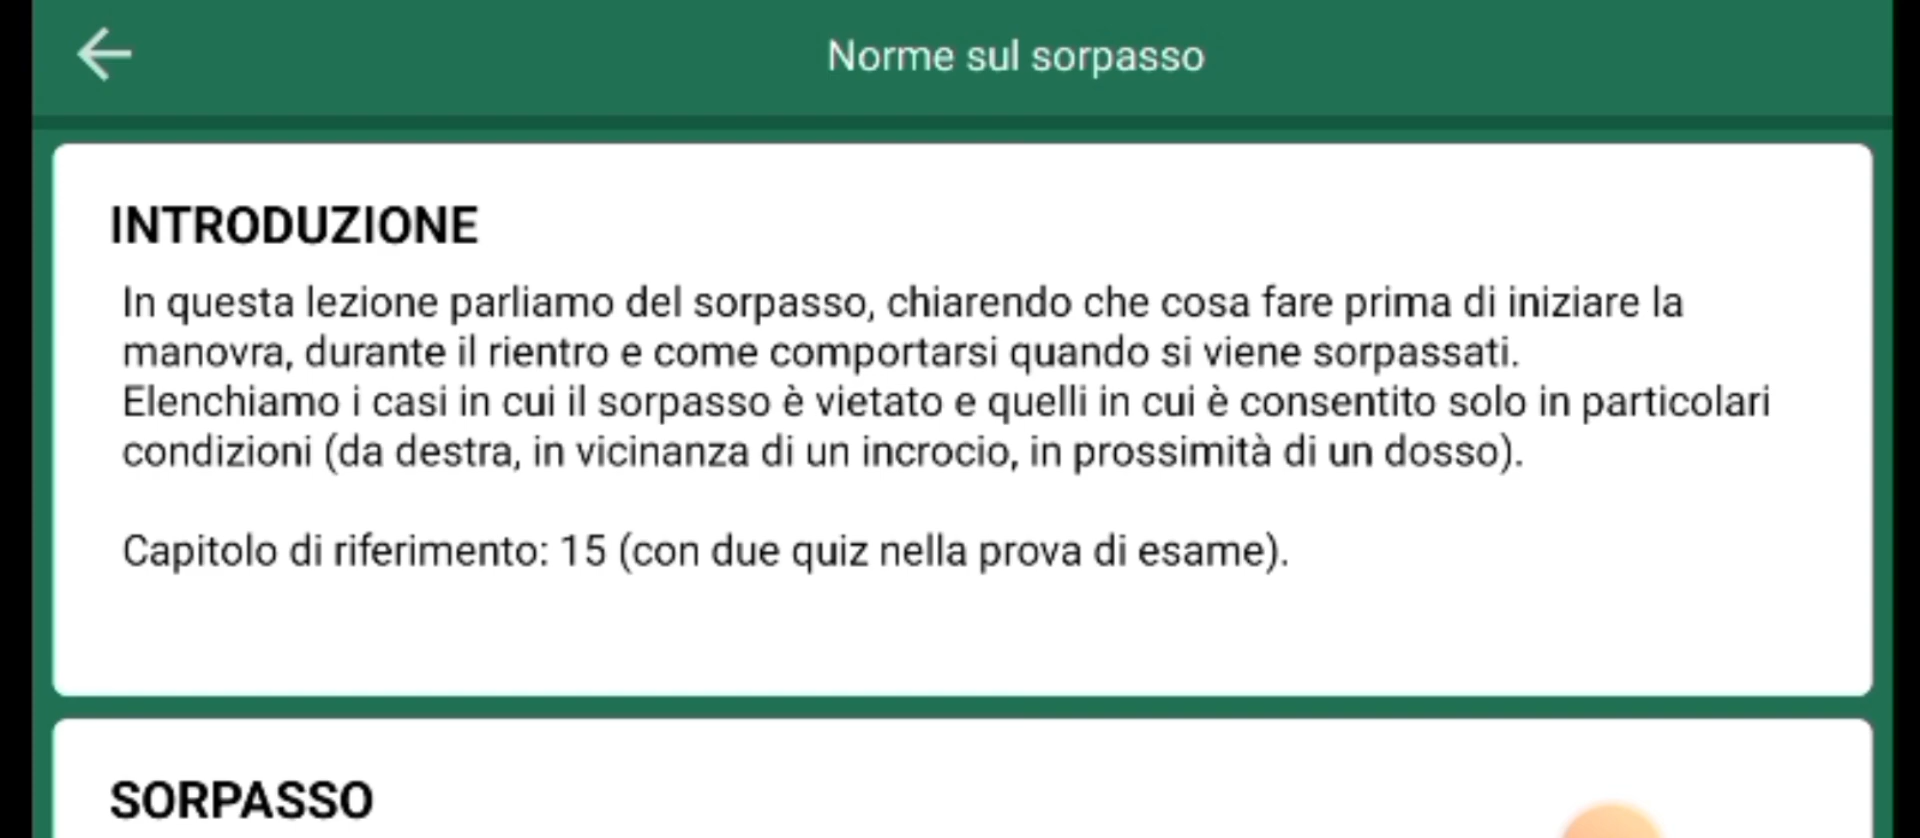 Norme sul sorpasso
INTRODUZIONE
In questa lezione parliamo del sorpasso, chiarendo che cosa fare prima di iniziare la
manovra, durante il rientro e come comportarsi quando si viene sorpassati.
Elenchiamo i casi in cui il sorpasso è vietato e quelli in cui è consentito solo in particolari
condizioni (da destra, in vicinanza di un incrocio, in prossimità di un dosso).
Capitolo di riferimento: 15 (con due quiz nella prova di esame).
SORPASSO